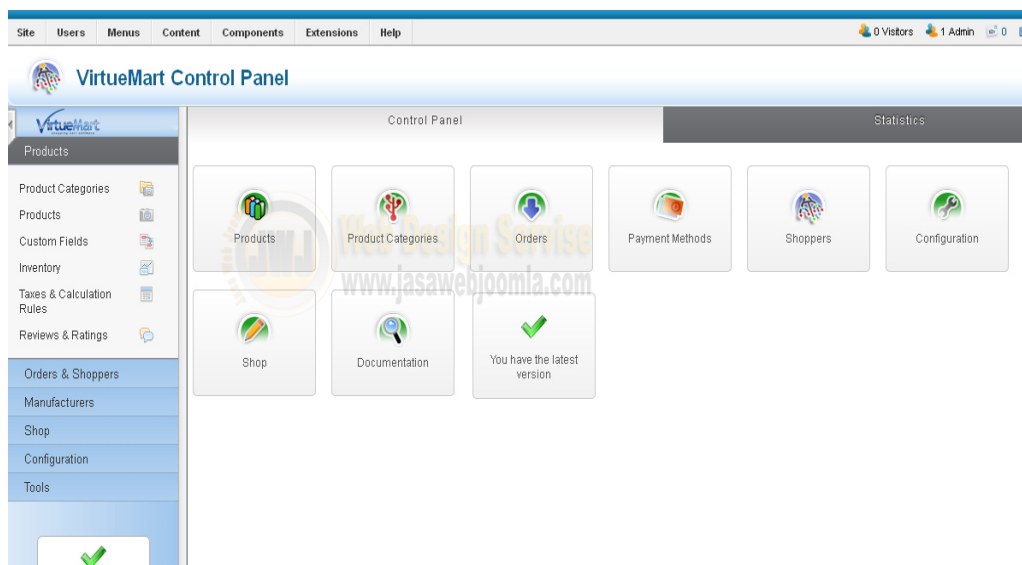 Site Users Menus Content Components Extensions Help 0 Visitors 1 Admin 0
VirtueMart Control Panel
VirtueMart
Control Panel Statistics
Products
Product Categories
Products
Custom Fields
Inventory
Taxes & Calculation
Rules
Reviews & Ratings
Orders & Shoppers
Manufacturers
Shop
Configuration
Tools
Products Product Categories Orders Payment Methods Shoppers Configuration
JWJ Web Design Servise
www.jasawebjoomla.com
Shop Documentation You have the latest
version